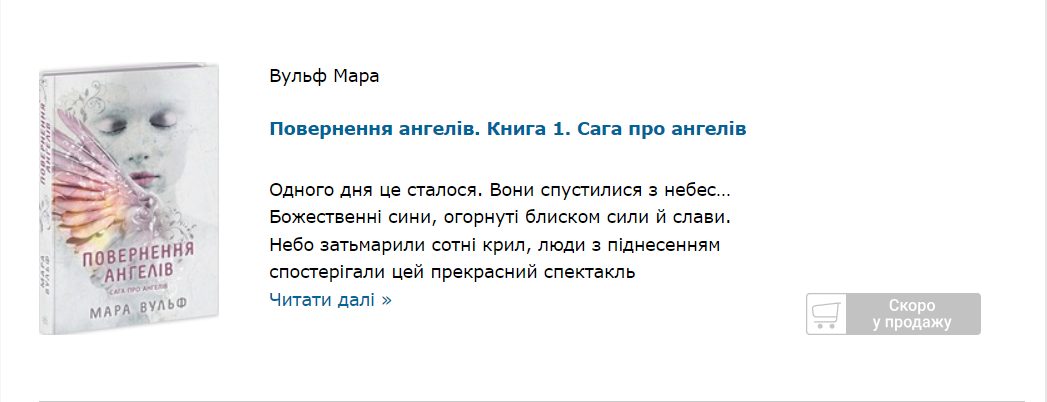 Вульф Мара
Повернення ангелів. Книга 1. Сага про ангелів
Одного дня це сталося. Вони спустилися з небес...
Божественні сини, огорнуті блиском сили й слави.
Небо затьмарили сотні крил, люди з піднесенням
спостерігали цей прекрасний спектакль
Читати далі »
Скоро
у продажу
ПОВЕРНЕННЯ
АНГЕЛІВ
САГА ПРО АНГЕЛІВ
МАРА ВУЛЬФ
ПОВЕРНЕННЯ
АНГЕЛІВ
МАРА
ВУЛЬФ